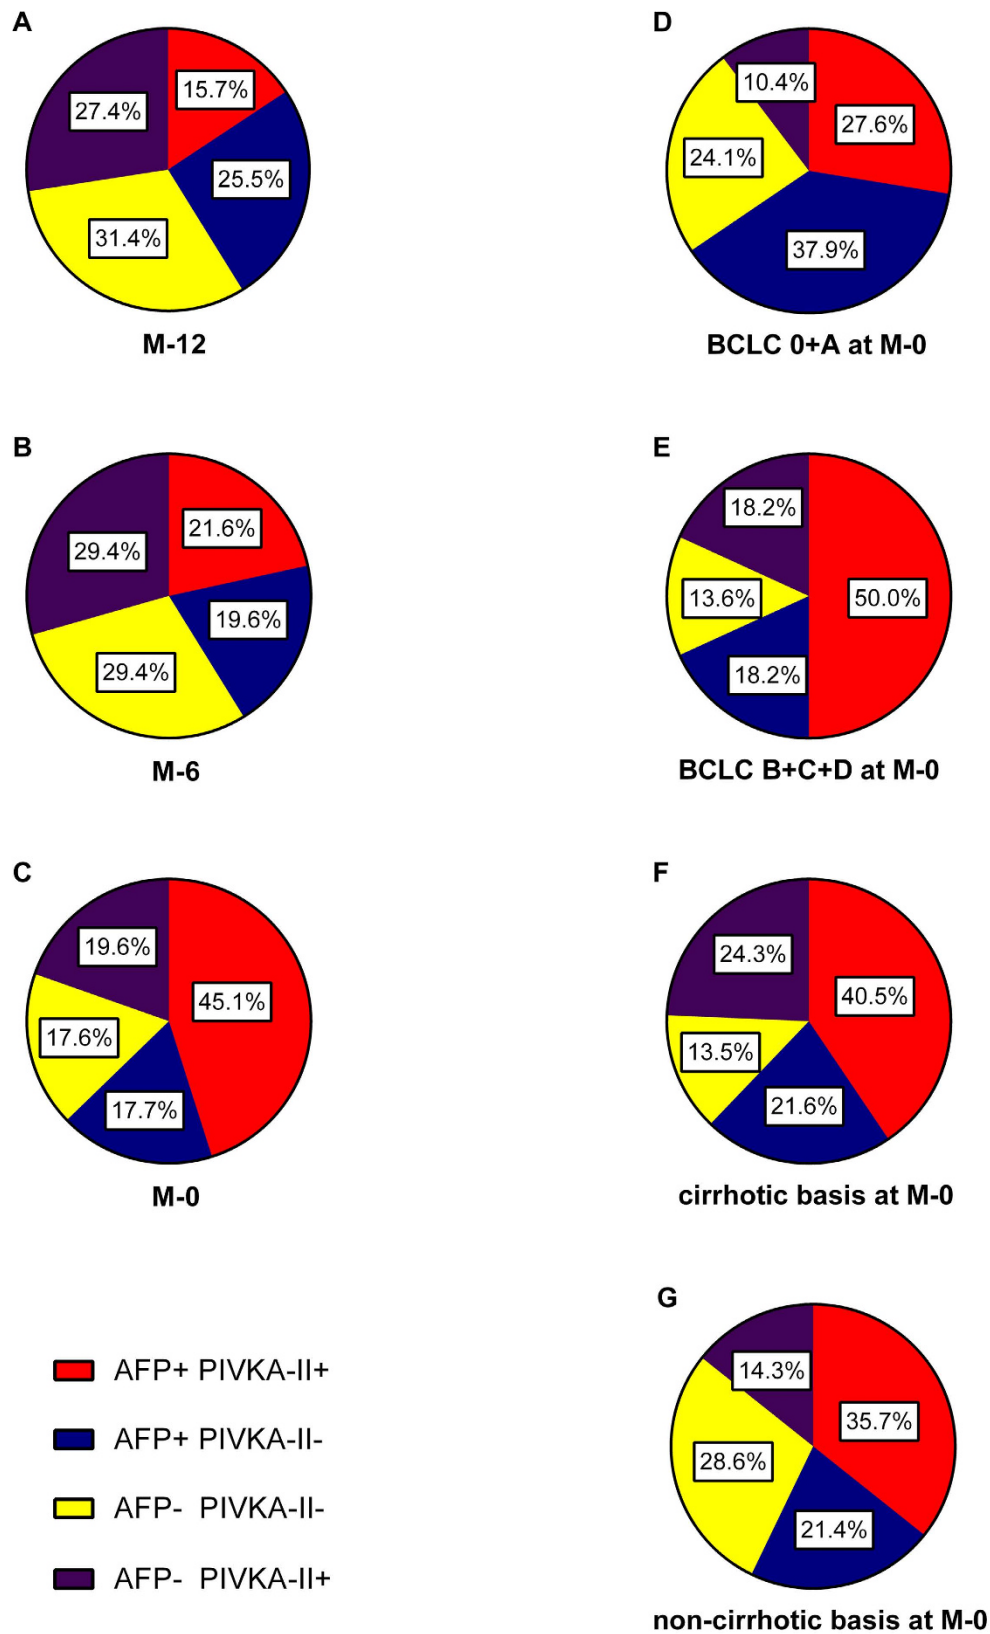 A
15.7%
27.4%
25.5%
31.4%
M-12
B
21.6%
29.4%
19.6%
29.4%
M-6
C
19.6%
45.1%
17.6%
17.7%
M-0
AFP+ PIVKA-II+
AFP+ PIVKA-II-
AFP- PIVKA-II-
AFP- PIVKA-II+
D
10.4%
27.6%
24.1%
37.9%
BCLC 0+A at M-0
E
18.2%
13.6%
50.0%
18.2%
BCLC B+C+D at M-0
F
24.3%
40.5%
13.5%
21.6%
cirrhotic basis at M-0
G
14.3%
35.7%
28.6%
21.4%
non-cirrhotic basis at M-0